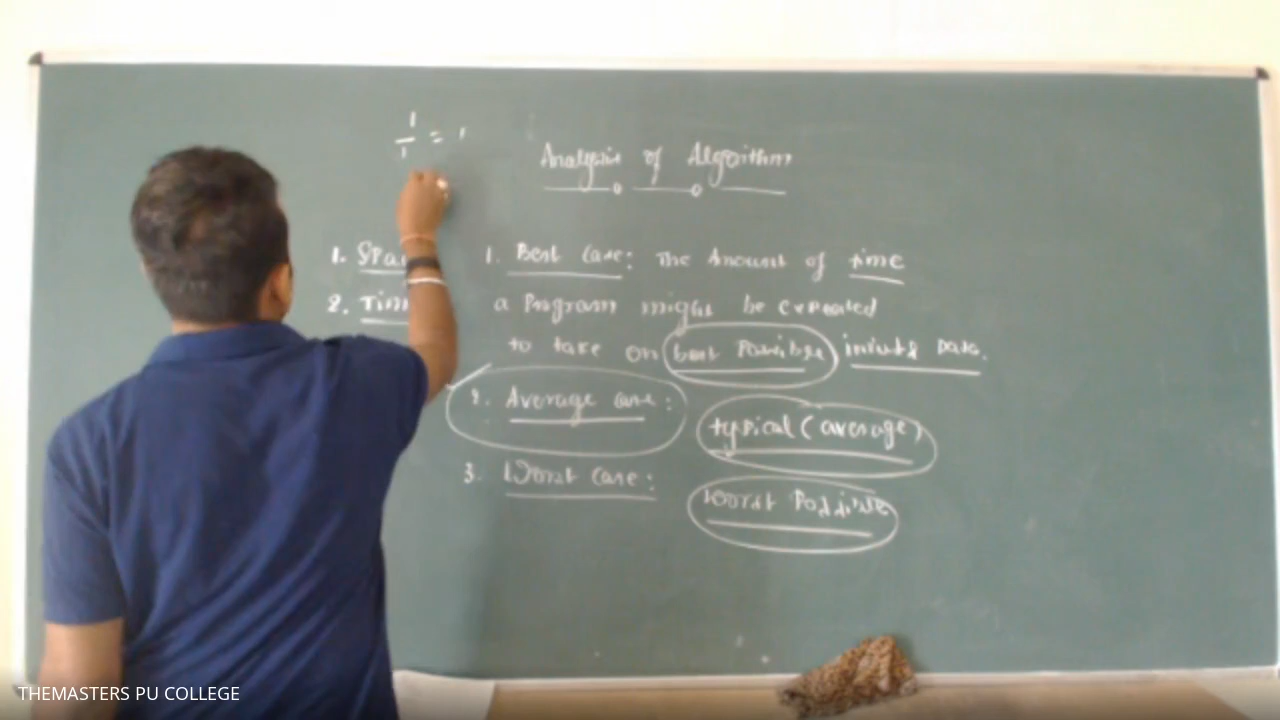 1/1 = 1
Analysis of Algorithm
1. Spac
2. Tim
1. Best Case: The Amount of time
a Program might be expected
to take on best Possible inputs Data.
2. Average case: typical (average)
3. Worst Case: worst Possible
THEMASTERS PU COLLEGE